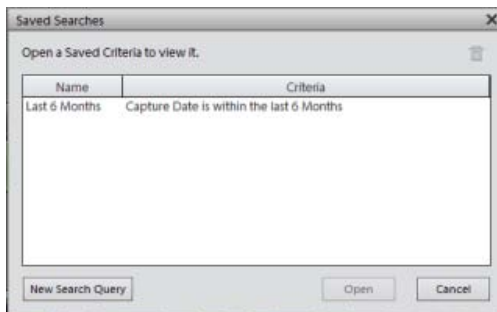 Saved Searches
Open a Saved Criteria to view it.
Name Criteria
Last 6 Months Capture Date is within the last 6 Months
New Search Query Open Cancel